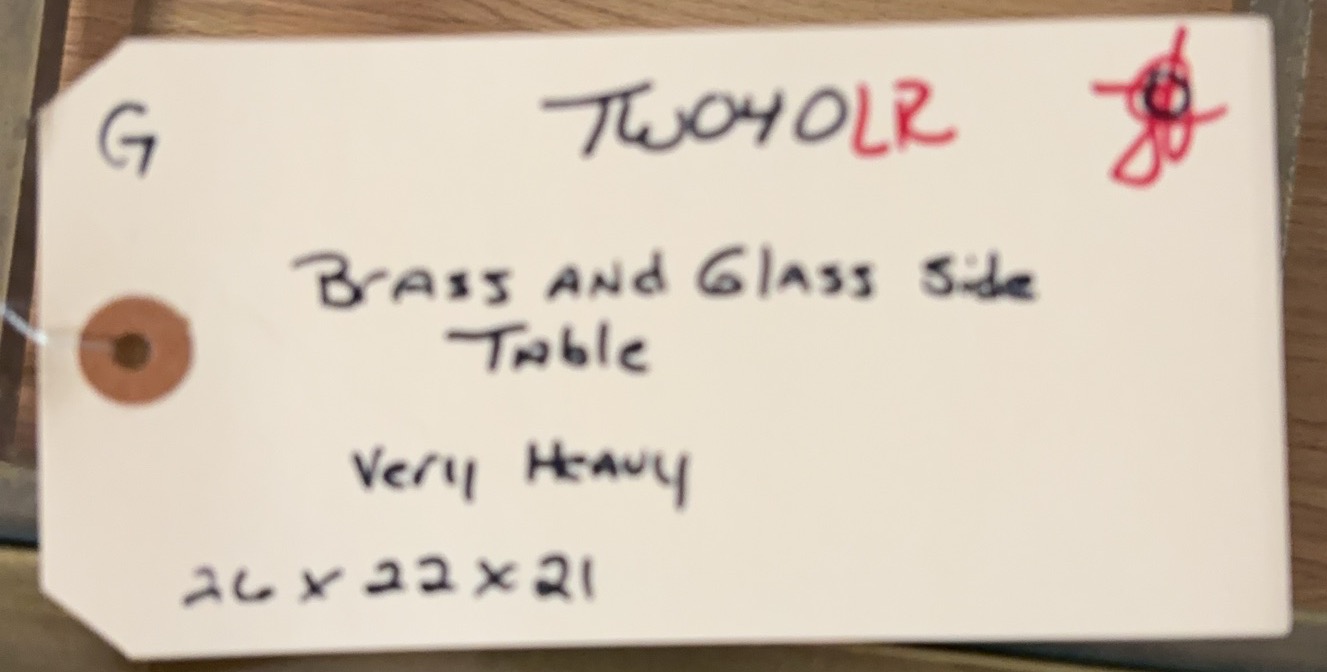 G
TW040LR
Brass and Glass Side
Table
Very Heavy
26 x 22 x 21